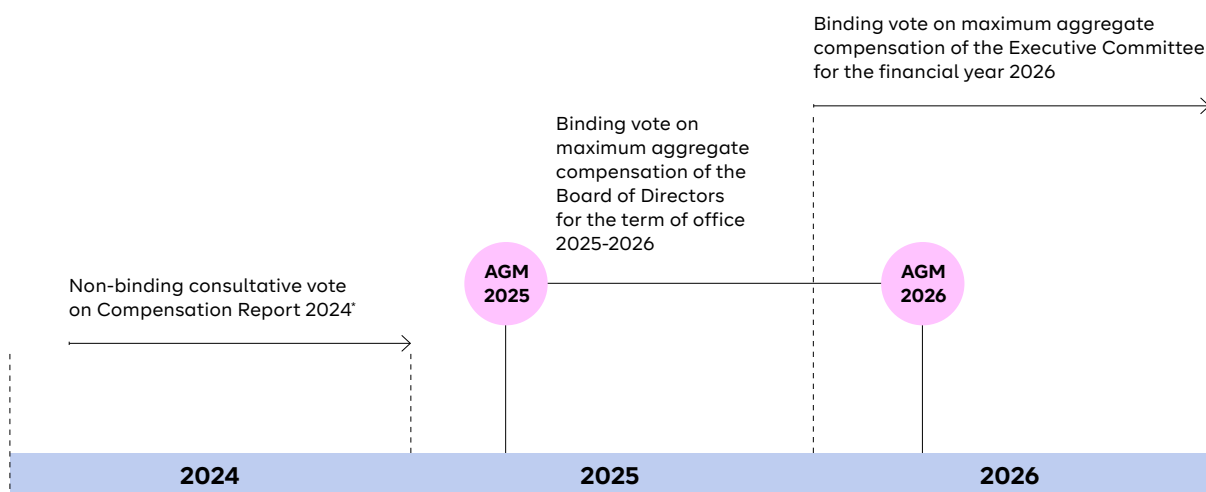 Binding vote on maximum aggregate
compensation of the Executive Committee
for the financial year 2026
Binding vote on
maximum aggregate
compensation of the
Board of Directors
for the term of office
2025-2026
Non-binding consultative vote
on Compensation Report 2024*
AGM
2025
AGM
2026
2024
2025
2026